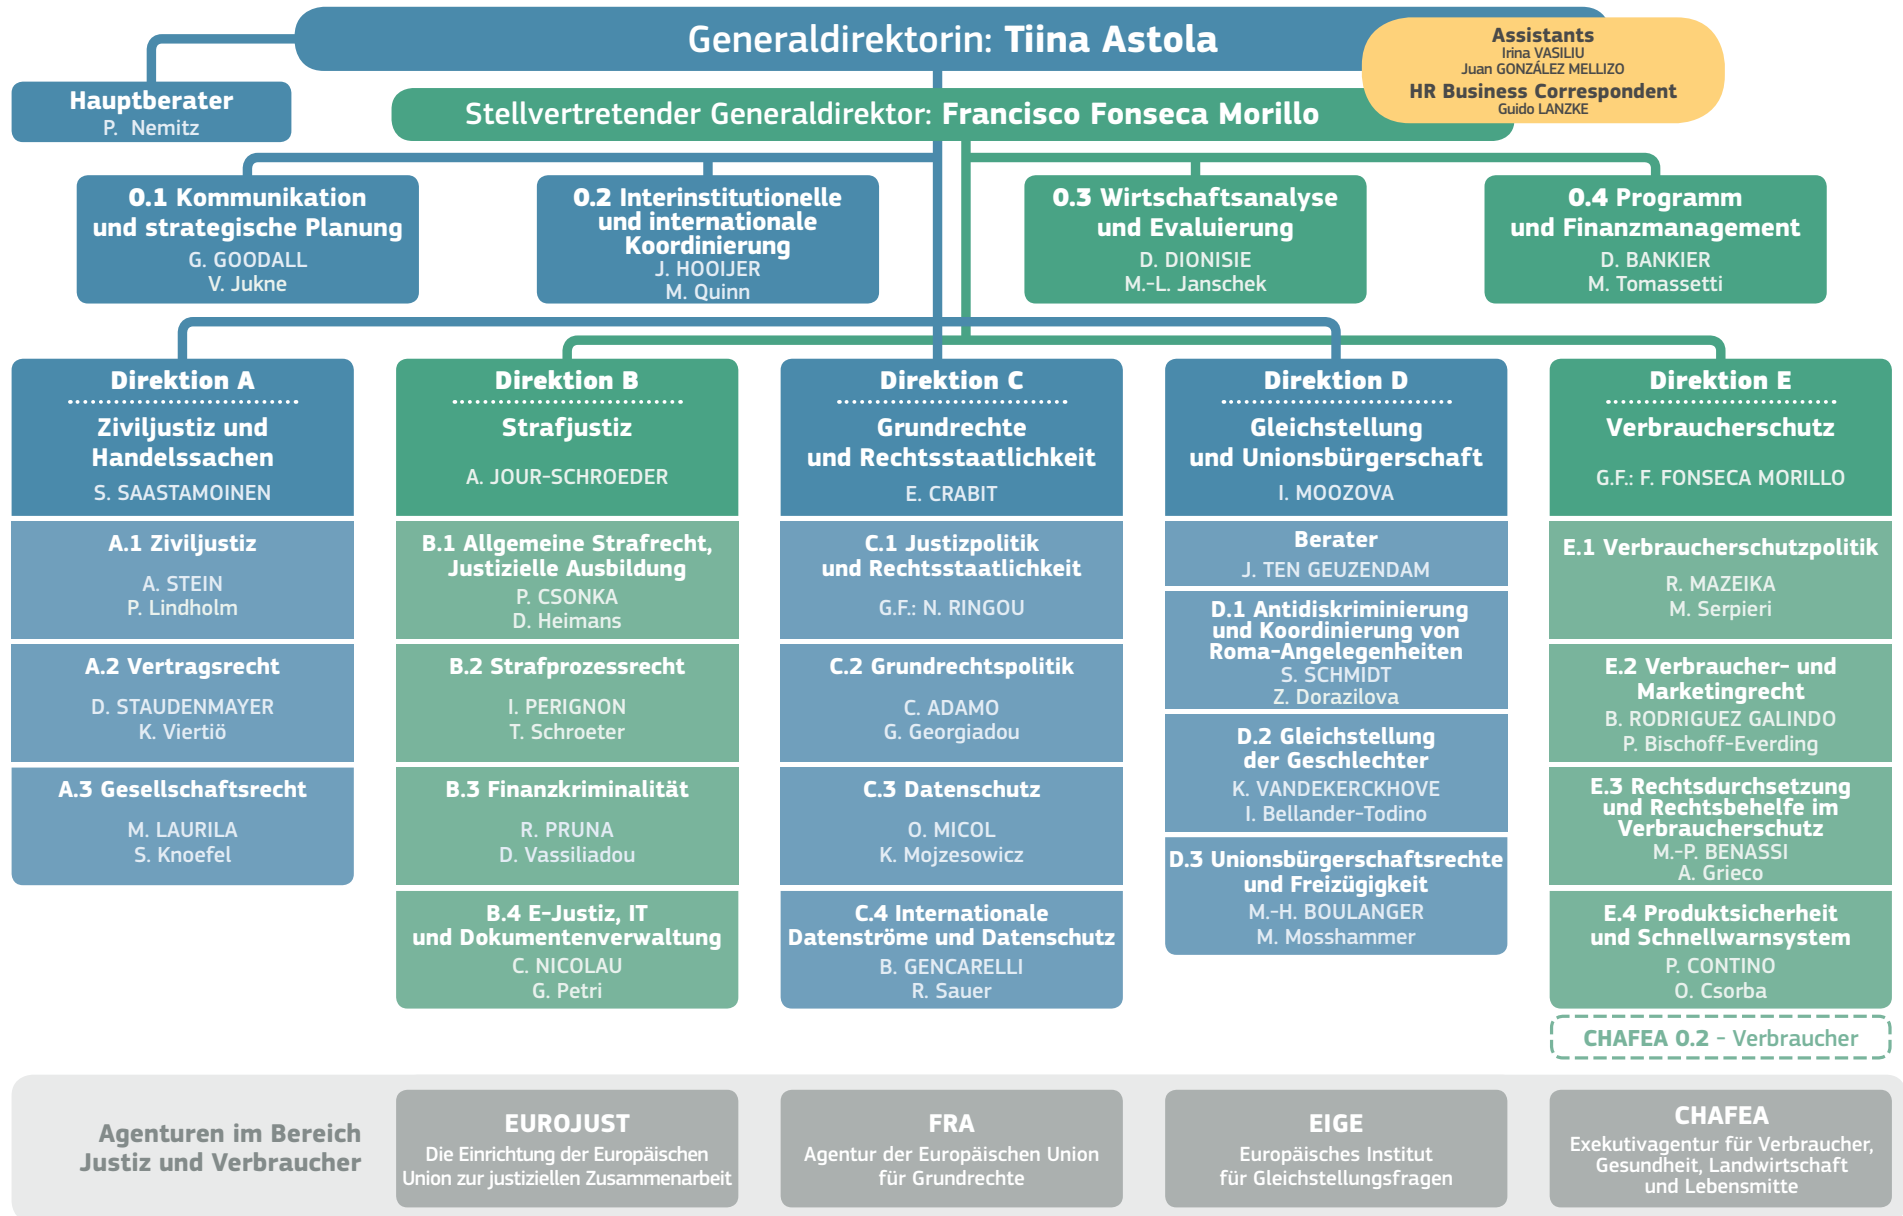 Generaldirektorin: Tiina Astola
Assistants
Irina VASILIU
Juan GONZÁLEZ MELLIZO
HR Business Correspondent
Guido LANZKE
Hauptberater
P. Nemitz
Stellvertretender Generaldirektor: Francisco Fonseca Morillo
0.1 Kommunikation
und strategische Planung
G. GOODALL
V. Jukne
0.2 Interinstitutionelle
und internationale
Koordinierung
J. HOOIJER
M. Quinn
0.3 Wirtschaftsanalyse
und Evaluierung
D. DIONISIE
M.-L. Janschek
0.4 Programm
und Finanzmanagement
D. BANKIER
M. Tomassetti
Direktion A
Ziviljustiz und
Handelssachen
S. SAASTAMOINEN
A.1 Ziviljustiz
A. STEIN
P. Lindholm
A.2 Vertragsrecht
D. STAUDENMAYER
K. Viertiö
A.3 Gesellschaftsrecht
M. LAURILA
S. Knoefel
Direktion B
Strafjustiz
A. JOUR-SCHROEDER
B.1 Allgemeine Strafrecht,
Justizielle Ausbildung
P. CSONKA
D. Heimans
B.2 Strafprozessrecht
I. PERIGNON
T. Schroeter
B.3 Finanzkriminalität
R. PRUNA
D. Vassiliadou
B.4 E-Justiz, IT
und Dokumentenverwaltung
C. NICOLAU
G. Petri
Direktion C
Grundrechte
und Rechtsstaatlichkeit
E. CRABIT
C.1 Justizpolitik
und Rechtsstaatlichkeit
G.F.: N. RINGOU
C.2 Grundrechtspolitik
C. ADAMO
G. Georgiadou
C.3 Datenschutz
O. MICOL
K. Mojzesowicz
C.4 Internationale
Datenströme und Datenschutz
B. GENCARELLI
R. Sauer
Direktion D
Gleichstellung
und Unionsbürgerschaft
I. MOOZOVA
Berater
J. TEN GEUZENDAM
D.1 Antidiskriminierung
und Koordinierung von
Roma-Angelegenheiten
S. SCHMIDT
Z. Dorazilova
D.2 Gleichstellung
der Geschlechter
K. VANDEKERCKHOVE
I. Bellander-Todino
D.3 Unionsbürgerschaftsrechte
und Freizügigkeit
M.-H. BOULANGER
M. Mosshammer
Direktion E
Verbraucherschutz
G.F.: F. FONSECA MORILLO
E.1 Verbraucherschutzpolitik
R. MAZEIKA
M. Serpieri
E.2 Verbraucher- und
Marketingrecht
B. RODRIGUEZ GALINDO
P. Bischoff-Everding
E.3 Rechtsdurchsetzung
und Rechtsbehelfe im
Verbraucherschutz
M.-P. BENASSI
A. Grieco
E.4 Produktsicherheit
und Schnellwarnsystem
P. CONTINO
O. Csorba
CHAFEA 0.2 - Verbraucher
Agenturen im Bereich
Justiz und Verbraucher
EUROJUST
Die Einrichtung der Europäischen
Union zur justiziellen Zusammenarbeit
FRA
Agentur der Europäischen Union
für Grundrechte
EIGE
Europäisches Institut
für Gleichstellungsfragen
CHAFEA
Exekutivagentur für Verbraucher,
Gesundheit, Landwirtschaft
und Lebensmitte